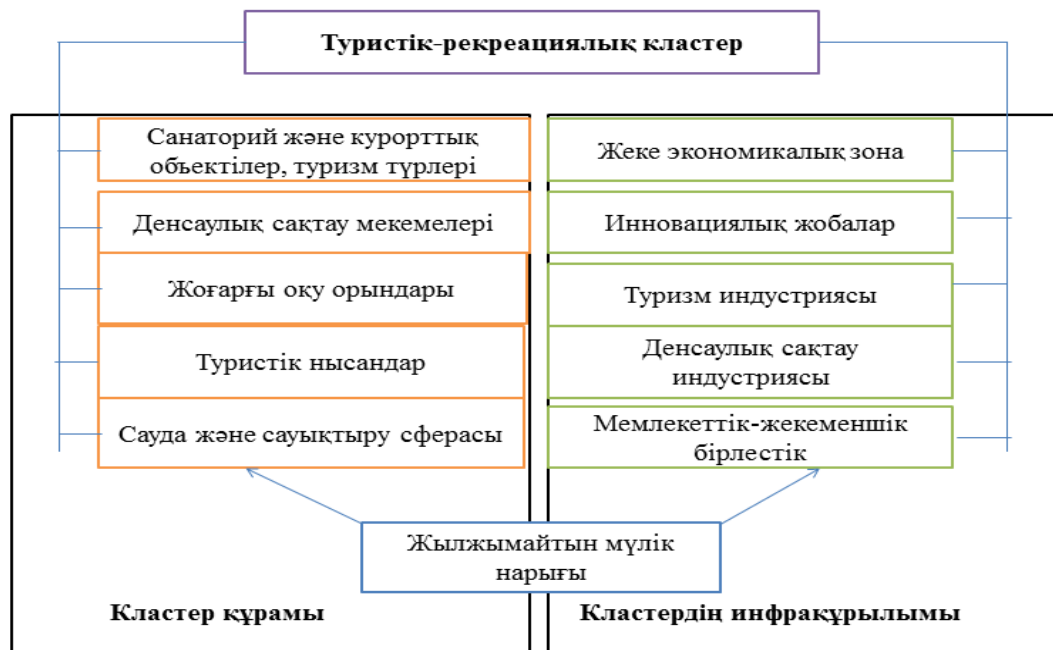 Туристік-рекреациялық кластер
Санаторий және курорттық
объектілер, туризм түрлері
Денсаулық сақтау мекемелері
Жоғарғы оқу орындары
Туристік нысандар
Сауда және сауықтыру сферасы
Жеке экономикалық зона
Инновациялық жобалар
Туризм индустриясы
Денсаулық сақтау
индустриясы
Мемлекеттік-жекеменшік
бірлестік
Жылжымайтын мүлік
нарығы
Кластер құрамы
Кластердің инфрақұрылымы